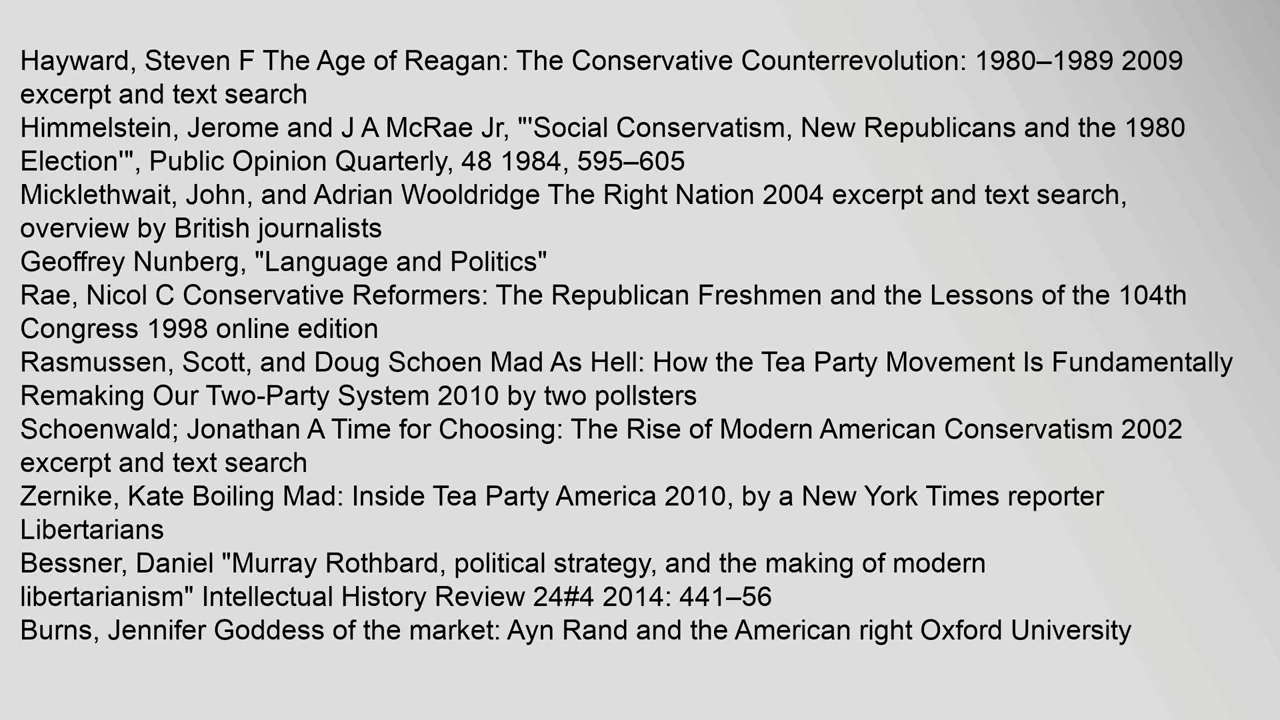 Hayward, Steven F The Age of Reagan: The Conservative Counterrevolution: 1980–1989 2009
excerpt and text search
Himmelstein, Jerome and J A McRae Jr, "'Social Conservatism, New Republicans and the 1980
Election'", Public Opinion Quarterly, 48 1984, 595–605
Micklethwait, John, and Adrian Wooldridge The Right Nation 2004 excerpt and text search,
overview by British journalists
Geoffrey Nunberg, "Language and Politics"
Rae, Nicol C Conservative Reformers: The Republican Freshmen and the Lessons of the 104th
Congress 1998 online edition
Rasmussen, Scott, and Doug Schoen Mad As Hell: How the Tea Party Movement Is Fundamentally
Remaking Our Two-Party System 2010 by two pollsters
Schoenwald; Jonathan A Time for Choosing: The Rise of Modern American Conservatism 2002
excerpt and text search
Zernike, Kate Boiling Mad: Inside Tea Party America 2010, by a New York Times reporter
Libertarians
Bessner, Daniel "Murray Rothbard, political strategy, and the making of modern
libertarianism" Intellectual History Review 24#4 2014: 441–56
Burns, Jennifer Goddess of the market: Ayn Rand and the American right Oxford University